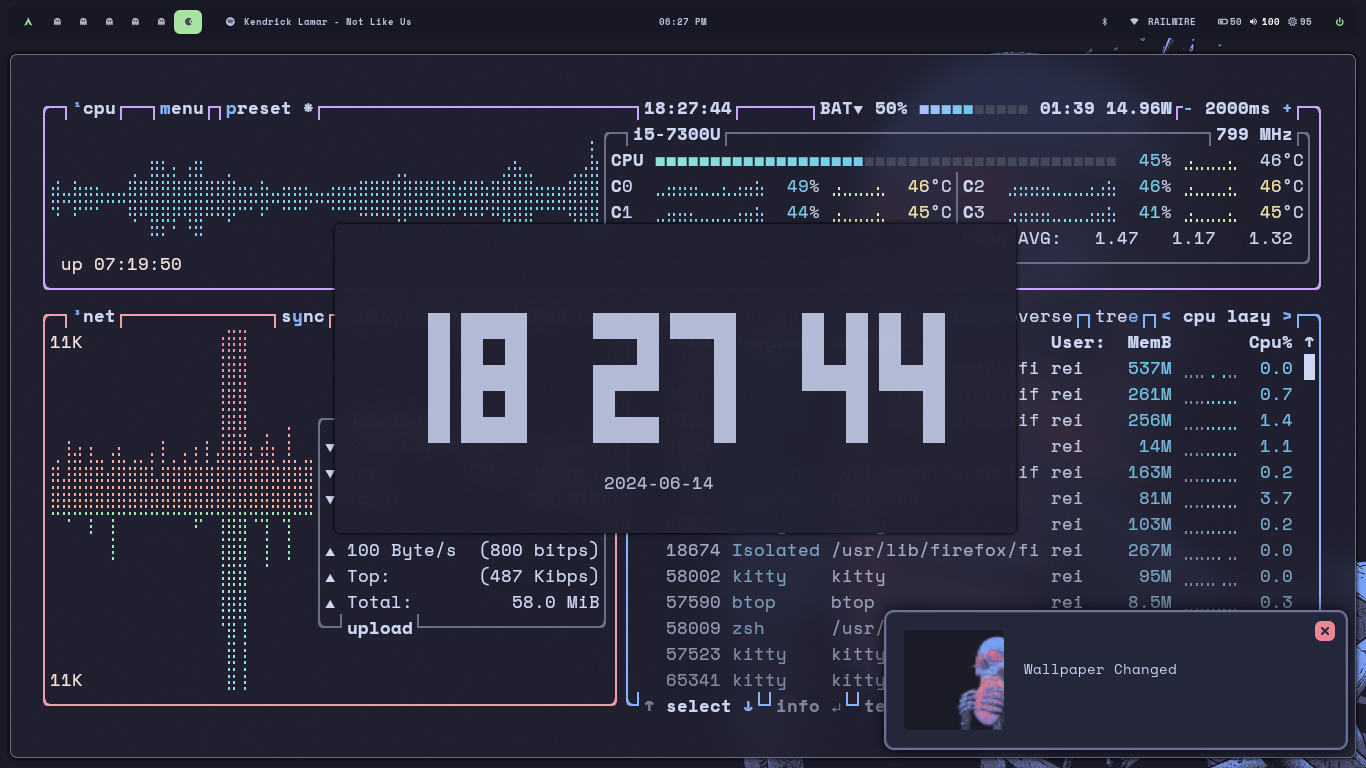 Kendrick Lamar - Not Like Us
06:27 PM
RAILWIRE 50 100 95
¹cpu menu preset * 18:27:44 BAT▼ 50% 01:39 14.96W - 2000ms +
i5-7300U 799 MHz
CPU 45% 46°C
C0 49% 46°C C2 46% 46°C
C1 44% 45°C C3 41% 45°C
AVG: 1.47 1.17 1.32
up 07:19:50
18 27 44
2024-06-14
³net sync
11K
11K
▼
▼
▼
▲ 100 Byte/s (800 bitps)
▲ Top: (487 Kibps)
▲ Total: 58.0 MiB
upload
verse tree < cpu lazy >
User: MemB Cpu% ↑
fi rei 537M 0.0
if rei 261M 0.7
if rei 256M 1.4
rei 14M 1.1
if rei 163M 0.2
rei 81M 3.7
rei 103M 0.2
18674 Isolated /usr/lib/firefox/fi rei 267M 0.0
58002 kitty kitty rei 95M 0.0
57590 btop btop rei 8.5M 0.3
58009 zsh /usr/
57523 kitty kitty
65341 kitty kitty
↑ select ↓ info ↵ te
Wallpaper Changed